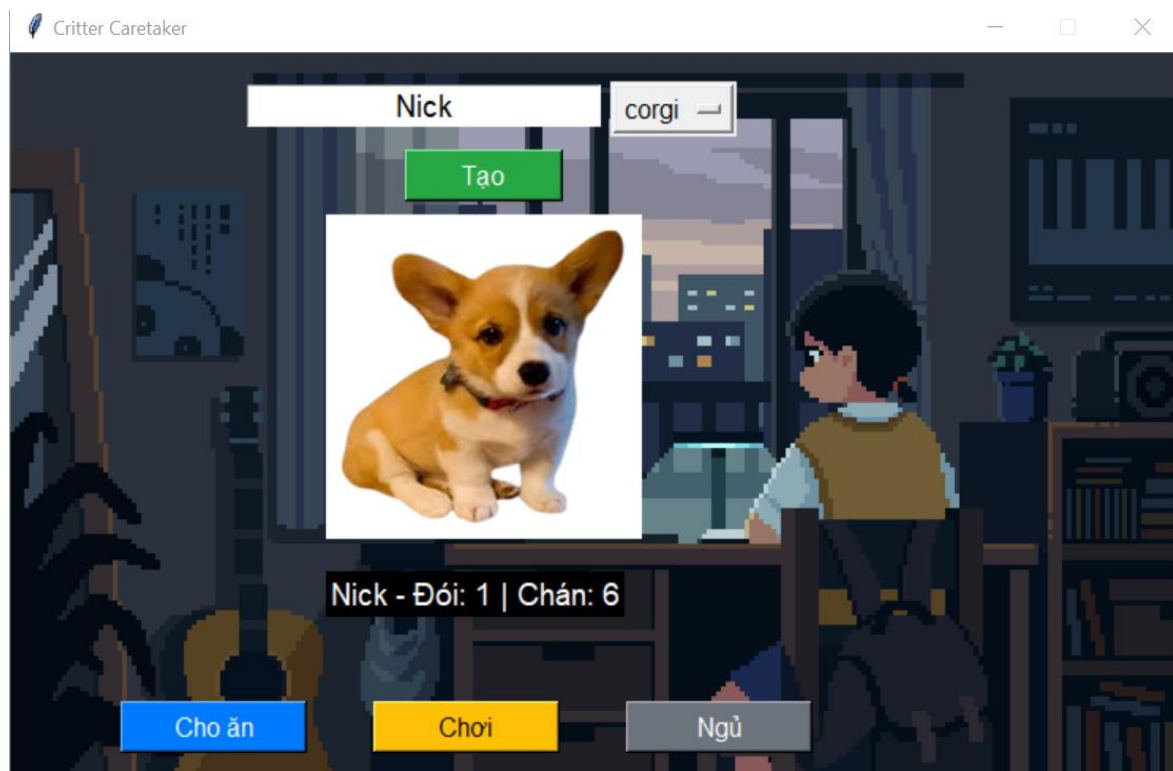 Critter Caretaker
Nick
corgi
Tạo
Nick - Đói: 1 | Chán: 6
Cho ăn
Chơi
Ngủ